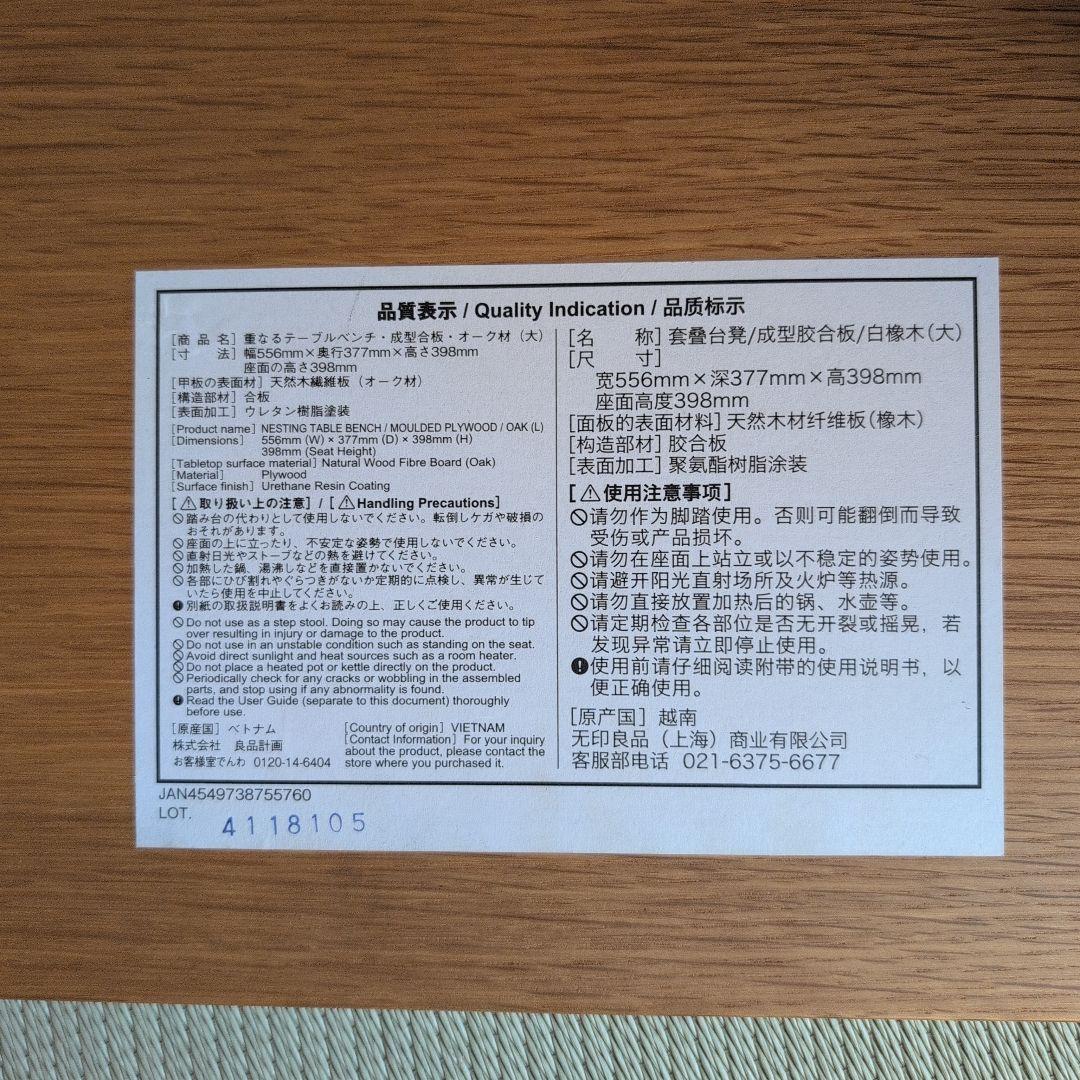 品質表示 / Quality Indication / 品质标示
[商 品 名] 重なるテーブルベンチ・成型合板・オーク材（大）
[寸　　法] 幅556mm×奥行377mm×高さ398mm
座面の高さ398mm
[甲板の表面材] 天然木繊維板（オーク材）
[構造部材] 合板
[表面加工] ウレタン樹脂塗装
[Product name] NESTING TABLE BENCH / MOULDED PLYWOOD / OAK (L)
[Dimensions] 556mm (W) × 377mm (D) × 398mm (H)
398mm (Seat Height)
[Tabletop surface material] Natural Wood Fibre Board (Oak)
[Material] Plywood
[Surface finish] Urethane Resin Coating
[⚠取り扱い上の注意] / [⚠Handling Precautions]
🚫踏み台の代わりとして使用しないでください。転倒しケガや破損の
おそれがあります。
🚫座面の上に立ったり、不安定な姿勢で使用しないでください。
🚫直射日光やストーブなどの熱を避けてください。
🚫加熱した鍋、湯沸しなどを直接置かないでください。
🚫各部にひび割れやぐらつきがないか定期的に点検し、異常が生じて
いたら使用を中止してください。
❶別紙の取扱説明書をよくお読みの上、正しくご使用ください。
🚫Do not use as a step stool. Doing so may cause the product to tip
over resulting in injury or damage to the product.
🚫Do not use in an unstable condition such as standing on the seat.
🚫Avoid direct sunlight and heat sources such as a room heater.
🚫Do not place a heated pot or kettle directly on the product.
🚫Periodically check for any cracks or wobbling in the assembled
parts, and stop using if any abnormality is found.
❶Read the User Guide (separate to this document) thoroughly
before use.
[原産国] ベトナム
株式会社　良品計画
お客様室でんわ 0120-14-6404
[Country of origin] VIETNAM
[Contact Information] For your inquiry
about the product, please contact the
store where you purchased it.
[名　　称] 套叠台凳/成型胶合板/白橡木(大)
[尺　　寸]
宽556mm×深377mm×高398mm
座面高度398mm
[面板的表面材料] 天然木材纤维板(橡木)
[构造部材] 胶合板
[表面加工] 聚氨酯树脂涂装
[⚠使用注意事项]
🚫请勿作为脚踏使用。否则可能翻倒而导致
受伤或产品损坏。
🚫请勿在座面上站立或以不稳定的姿势使用。
🚫请避开阳光直射场所及火炉等热源。
🚫请勿直接放置加热后的锅、水壶等。
🚫请定期检查各部位是否无开裂或摇晃，若
发现异常请立即停止使用。
❶使用前请仔细阅读附带的使用说明书，以
便正确使用。
[原产国] 越南
无印良品（上海）商业有限公司
客服部电话 021-6375-6677
JAN4549738755760
LOT. 4118105